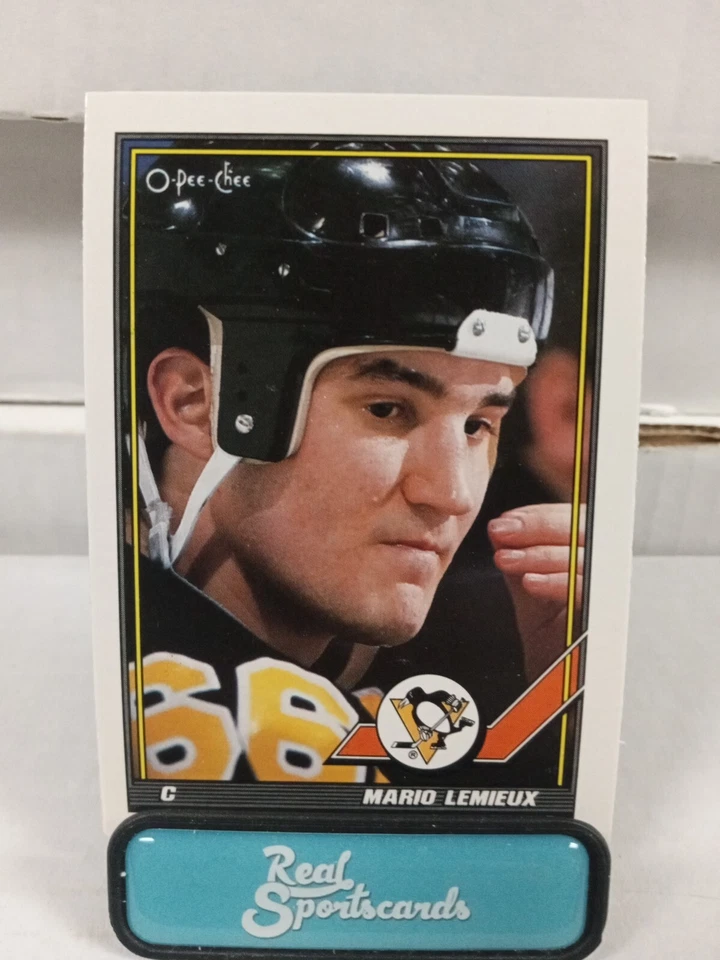 O-Pee-Chee
66
®
C MARIO LEMIEUX
Real
Sportscards